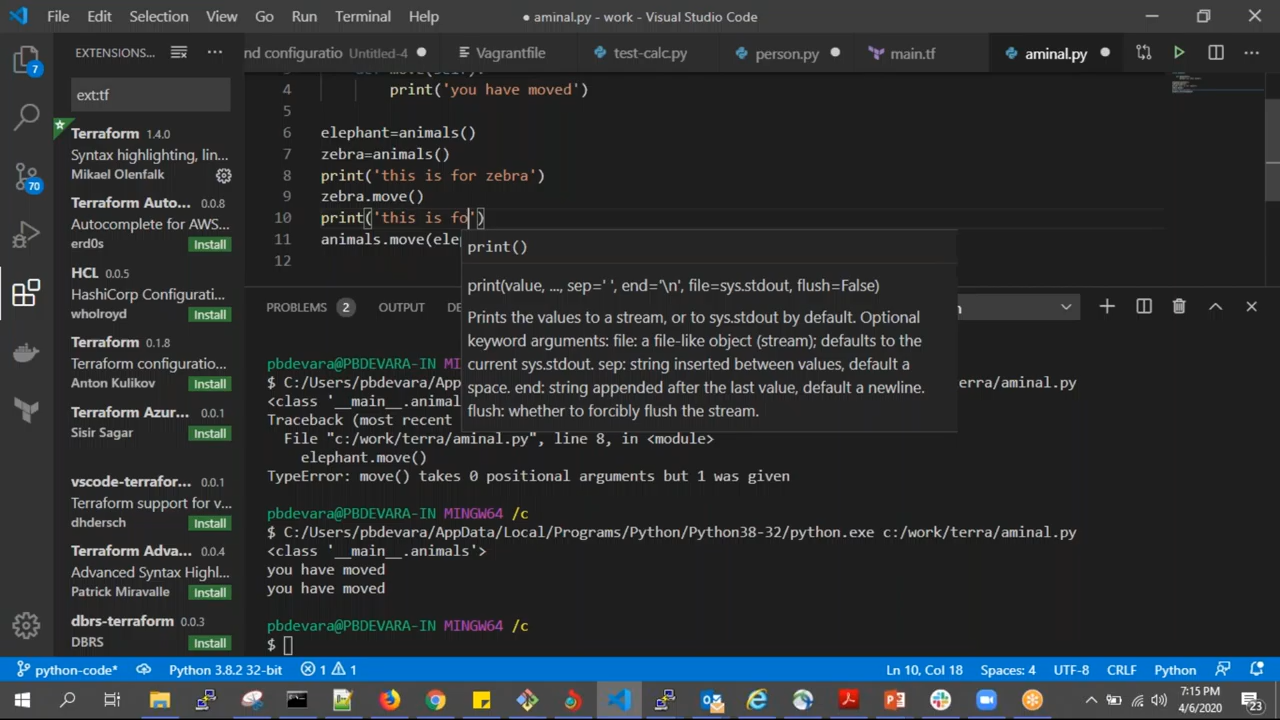 File Edit Selection View Go Run Terminal Help
● aminal.py - work - Visual Studio Code
EXTENSIONS... nd configuratio Untitled-4 Vagrantfile test-calc.py person.py main.tf aminal.py
7
ext:tf
Terraform 1.4.0
Syntax highlighting, lin...
Mikael Olenfalk
Terraform Auto... 0.0.8
Autocomplete for AWS...
erd0s Install
HCL 0.0.5
HashiCorp Configurati...
wholroyd Install
Terraform 0.1.8
Terraform configuratio...
Anton Kulikov Install
Terraform Azur... 0.0.1
Sisir Sagar Install
vscode-terrafor... 0.0.1
Terraform support for v...
dhdersch Install
Terraform Adva... 0.0.4
Advanced Syntax Highl...
Patrick Miravalle Install
dbrs-terraform 0.0.3
DBRS Install
70
4 print('you have moved')
5
6 elephant=animals()
7 zebra=animals()
8 print('this is for zebra')
9 zebra.move()
10 print('this is fo')
11 animals.move(ele
12
print()
print(value, ..., sep=' ', end='\n', file=sys.stdout, flush=False)
Prints the values to a stream, or to sys.stdout by default. Optional
keyword arguments: file: a file-like object (stream); defaults to the
current sys.stdout. sep: string inserted between values, default a
space. end: string appended after the last value, default a newline.
flush: whether to forcibly flush the stream.
PROBLEMS 2 OUTPUT DE
pbdevara@PBDEVARA-IN MI
$ C:/Users/pbdevara/App erra/aminal.py
<class '__main__.animal
Traceback (most recent
File "c:/work/terra/aminal.py", line 8, in <module>
elephant.move()
TypeError: move() takes 0 positional arguments but 1 was given
pbdevara@PBDEVARA-IN MINGW64 /c
$ C:/Users/pbdevara/AppData/Local/Programs/Python/Python38-32/python.exe c:/work/terra/aminal.py
<class '__main__.animals'>
you have moved
you have moved
pbdevara@PBDEVARA-IN MINGW64 /c
$
python-code* Python 3.8.2 32-bit 1 1 Ln 10, Col 18 Spaces: 4 UTF-8 CRLF Python
7:15 PM
4/6/2020
23